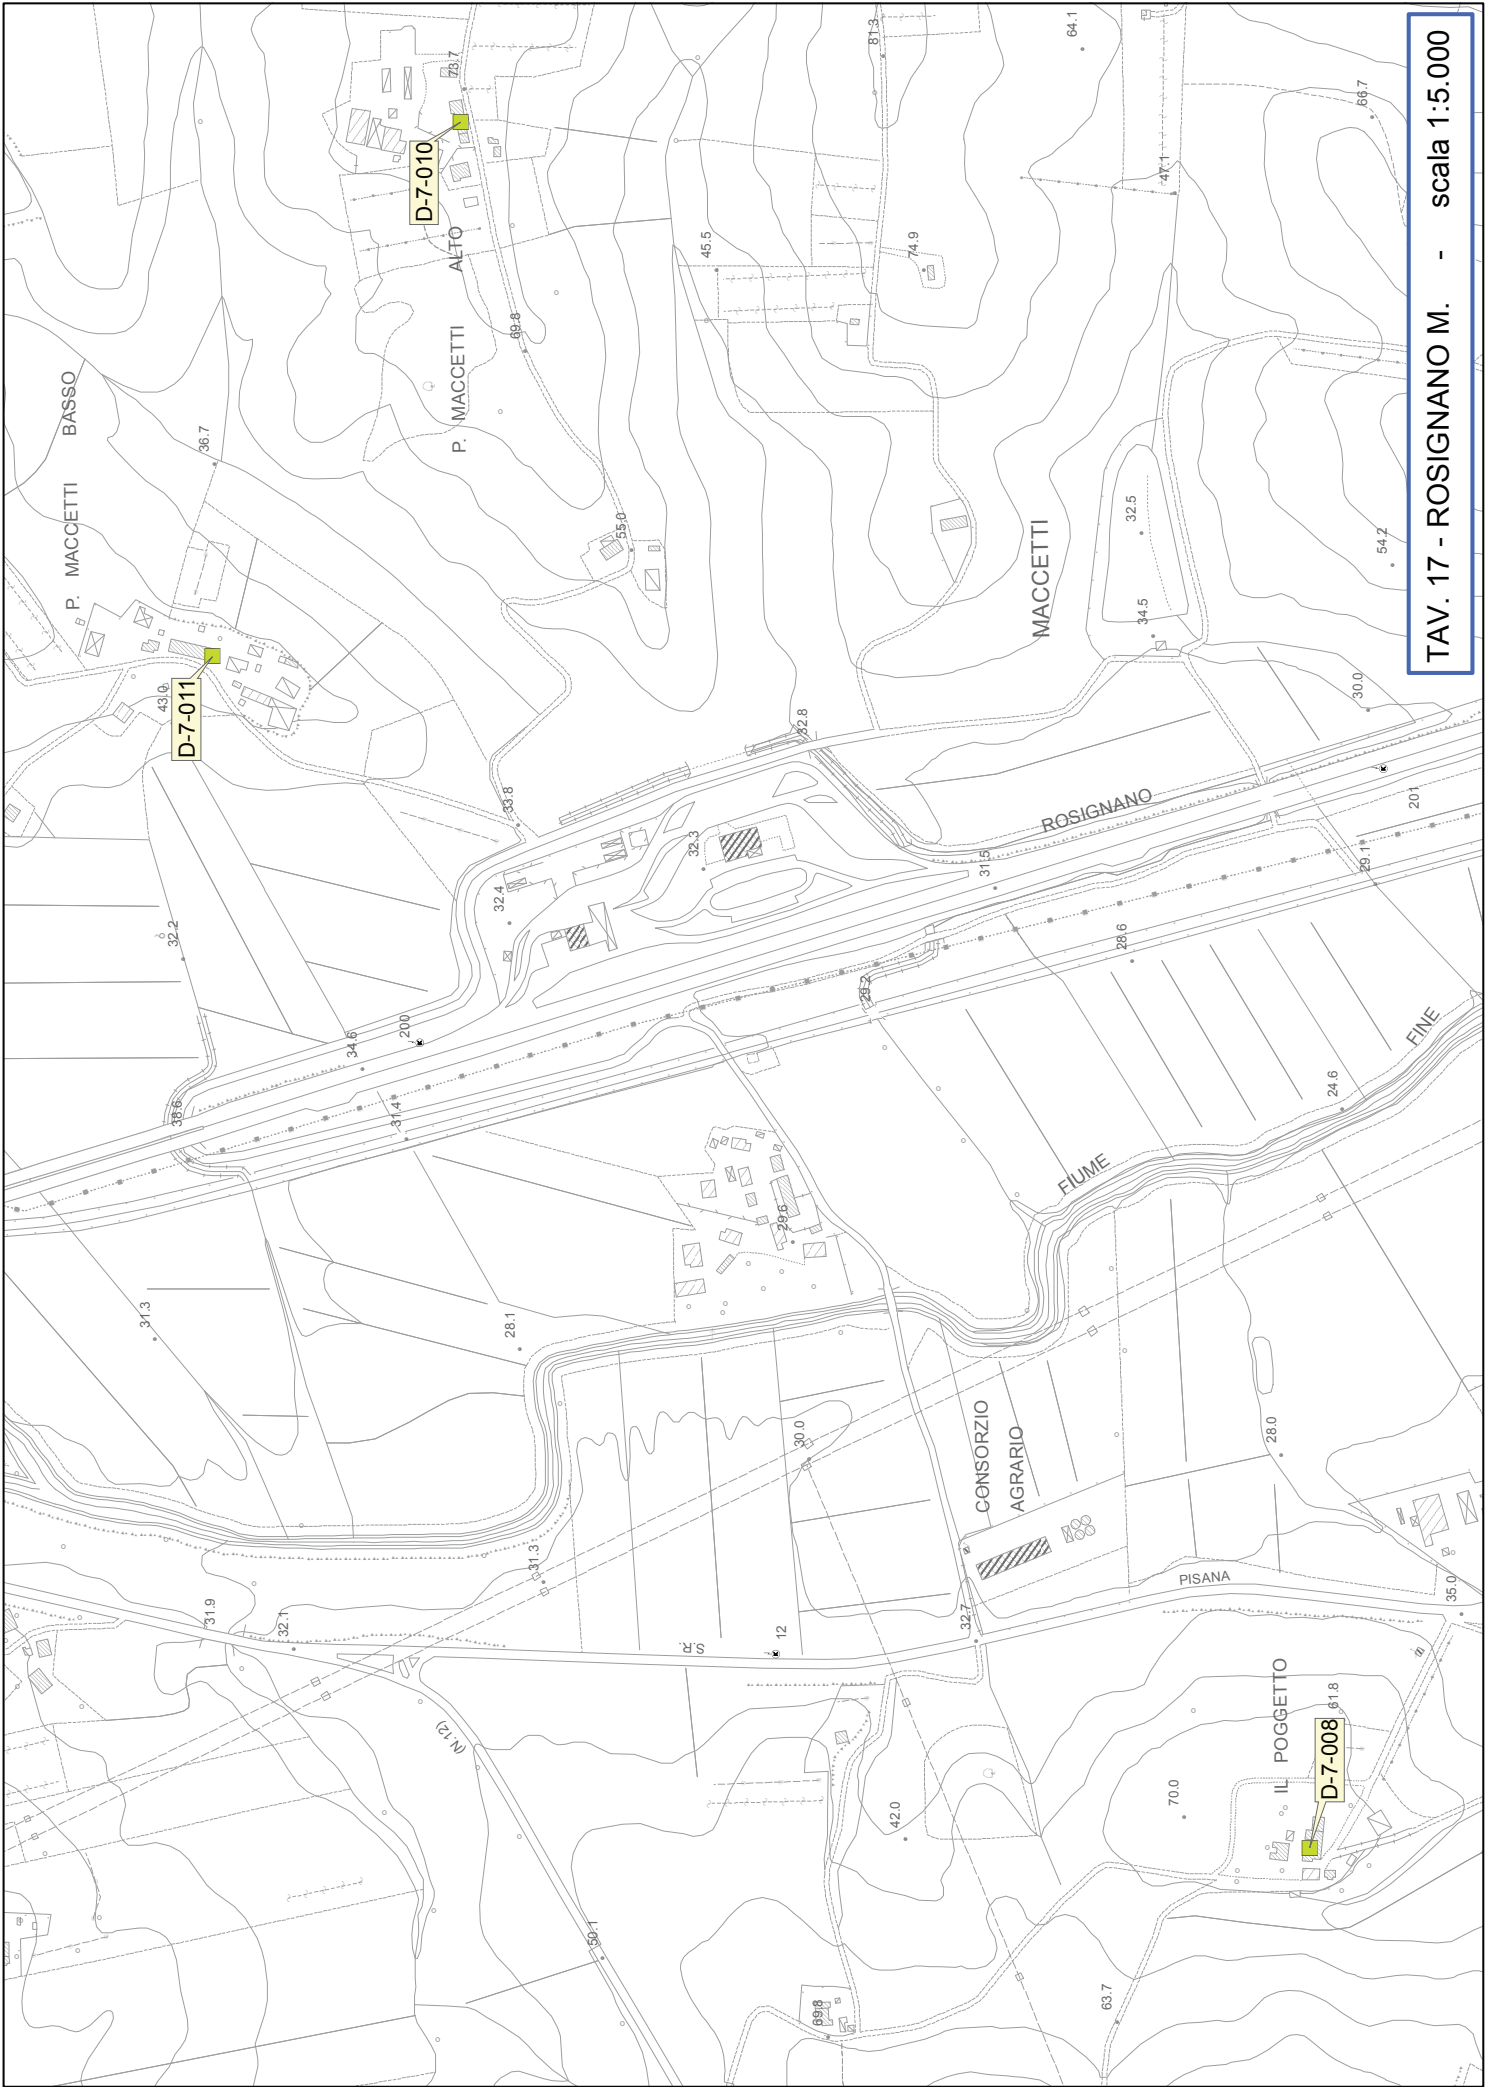 TAV. 17 - ROSIGNANO M. - scala 1:5.000
P. MACCETTI BASSO
D-7-011
43.0
36.7
P. MACCETTI ALTO
D-7-010
73.7
69.8
55.0
45.5
81.3
74.9
64.1
47.1
66.7
MACCETTI
32.5
34.5
54.2
30.0
32.8
33.8
32.3
32.4
32.2
ROSIGNANO
31.5
201
29.1
28.6
29.2
200
34.6
38.6
31.4
FIUME
FINE
24.6
29.6
31.3
28.1
30.0
CONSORZIO
AGRARIO
28.0
31.3
31.9
32.1
S.R.
12
32.7
PISANA
35.0
(N.12)
IL POGGETTO
61.8
D-7-008
70.0
42.0
50.1
69.8
63.7